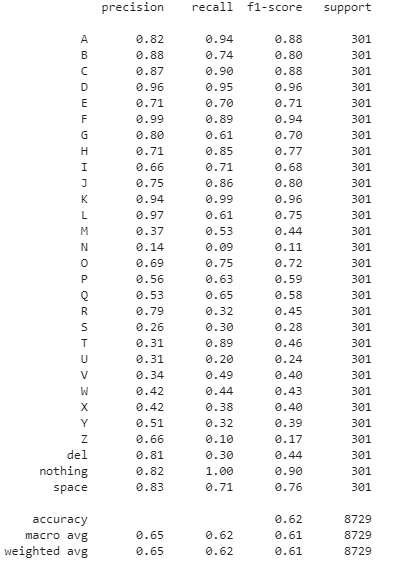 precision recall f1-score support
A 0.82 0.94 0.88 301
B 0.88 0.74 0.80 301
C 0.87 0.90 0.88 301
D 0.96 0.95 0.96 301
E 0.71 0.70 0.71 301
F 0.99 0.89 0.94 301
G 0.80 0.61 0.70 301
H 0.71 0.85 0.77 301
I 0.66 0.71 0.68 301
J 0.75 0.86 0.80 301
K 0.94 0.99 0.96 301
L 0.97 0.61 0.75 301
M 0.37 0.53 0.44 301
N 0.14 0.09 0.11 301
O 0.69 0.75 0.72 301
P 0.56 0.63 0.59 301
Q 0.53 0.65 0.58 301
R 0.79 0.32 0.45 301
S 0.26 0.30 0.28 301
T 0.31 0.89 0.46 301
U 0.31 0.20 0.24 301
V 0.34 0.49 0.40 301
W 0.42 0.44 0.43 301
X 0.42 0.38 0.40 301
Y 0.51 0.32 0.39 301
Z 0.66 0.10 0.17 301
del 0.81 0.30 0.44 301
nothing 0.82 1.00 0.90 301
space 0.83 0.71 0.76 301
accuracy 0.62 8729
macro avg 0.65 0.62 0.61 8729
weighted avg 0.65 0.62 0.61 8729